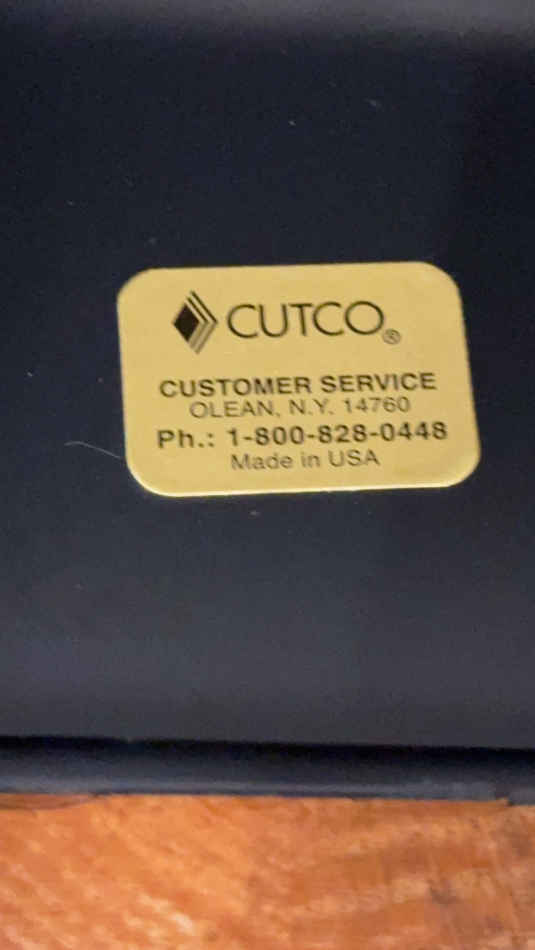 CUTCO®
CUSTOMER SERVICE
OLEAN, N.Y. 14760
Ph.: 1-800-828-0448
Made in USA